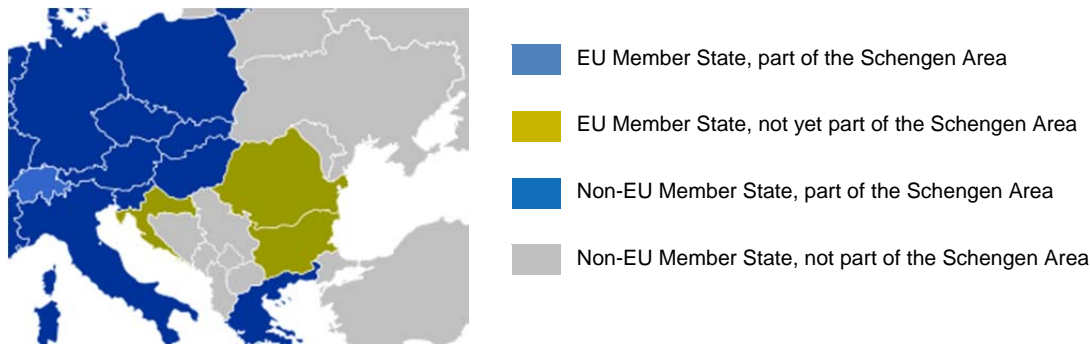 EU Member State, part of the Schengen Area
EU Member State, not yet part of the Schengen Area
Non-EU Member State, part of the Schengen Area
Non-EU Member State, not part of the Schengen Area